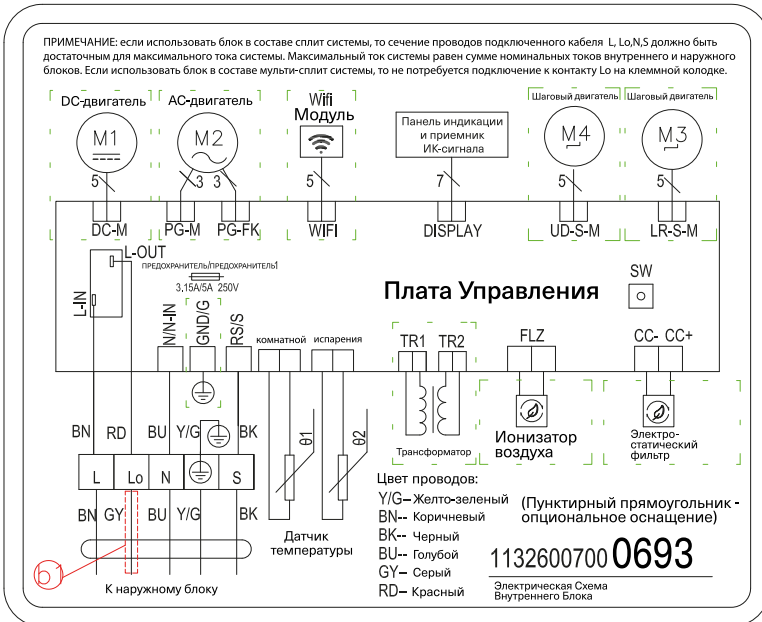 ПРИМЕЧАНИЕ: если использовать блок в составе сплит системы, то сечение проводов подключенного кабеля L, Lo,N,S должно быть
достаточным для максимального тока системы. Максимальный ток системы равен сумме номинальных токов внутреннего и наружного
блоков. Если использовать блок в составе мульти-сплит системы, то не потребуется подключение к контакту Lo на клеммной колодке.
DC-двигатель
AC-двигатель
Wifi
Модуль
Панель индикации
и приемник
ИК-сигнала
Шаговый двигатель
Шаговый двигатель
M1
M2
M4
M3
5
3
3
5
7
5
5
DC-M
PG-M
PG-FK
WIFI
DISPLAY
UD-S-M
LR-S-M
L-OUT
L-IN
ПРЕДОХРАНИТЕЛЬ/ПРЕДОХРАНИТЕЛЬ1
3,15A/5A 250V
Плата Управления
SW
N/N-IN
GND/G
RS/S
комнатной
испарения
TR1
TR2
FLZ
CC-
CC+
BN
RD
BU
Y/G
BK
θ1
θ2
Трансформатор
Ионизатор
воздуха
Электро-
статический
фильтр
L
Lo
N
S
BN
GY
BU
Y/G
BK
Датчик
температуры
b1
К наружному блоку
Цвет проводов:
Y/G– Желто-зеленый
BN-- Коричневый
BK-- Черный
BU-- Голубой
GY– Серый
RD– Красный
(Пунктирный прямоугольник -
опциональное оснащение)
1132600700 0693
Электрическая Схема
Внутреннего Блока